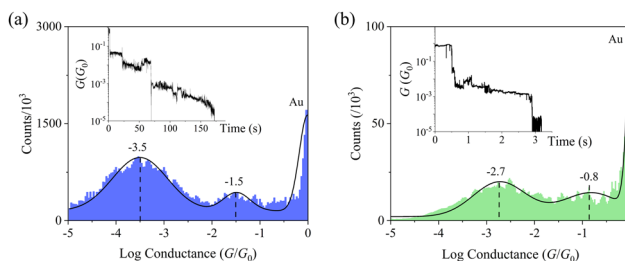 (a)
3000
1500
0
Counts/10³
10⁻¹
10⁻³
10⁻⁵
G(G₀)
0 50 100 150
Time (s)
Au
-3.5
-1.5
-5 -4 -3 -2 -1 0
Log Conductance (G/G₀)
(b)
100
50
0
Counts (/10³)
10⁻¹
10⁻³
10⁻⁵
G (G₀)
0 1 2 3
Time (s)
Au
-2.7
-0.8
-5 -4 -3 -2 -1
Log Conductance (G/G₀)